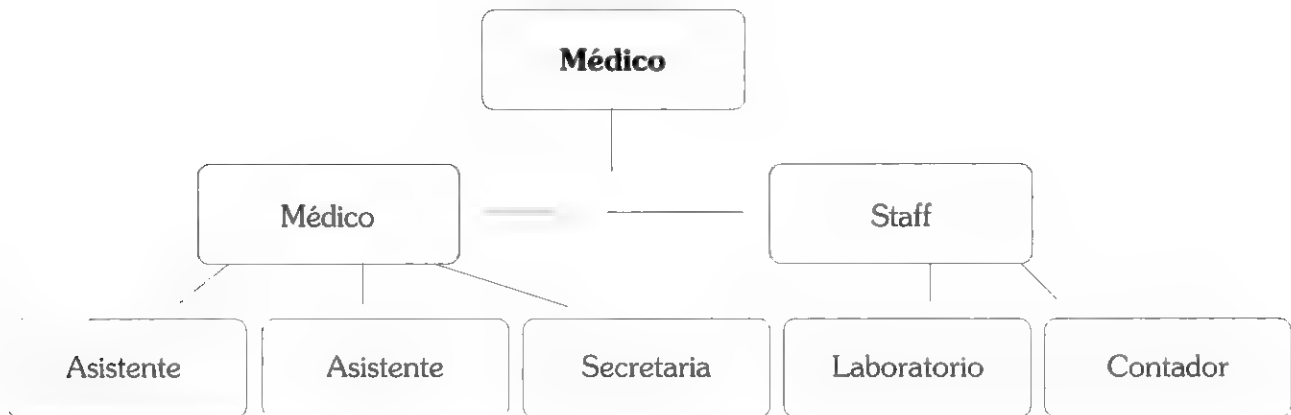 Médico
Médico
Staff
Asistente
Asistente
Secretaria
Laboratorio
Contador